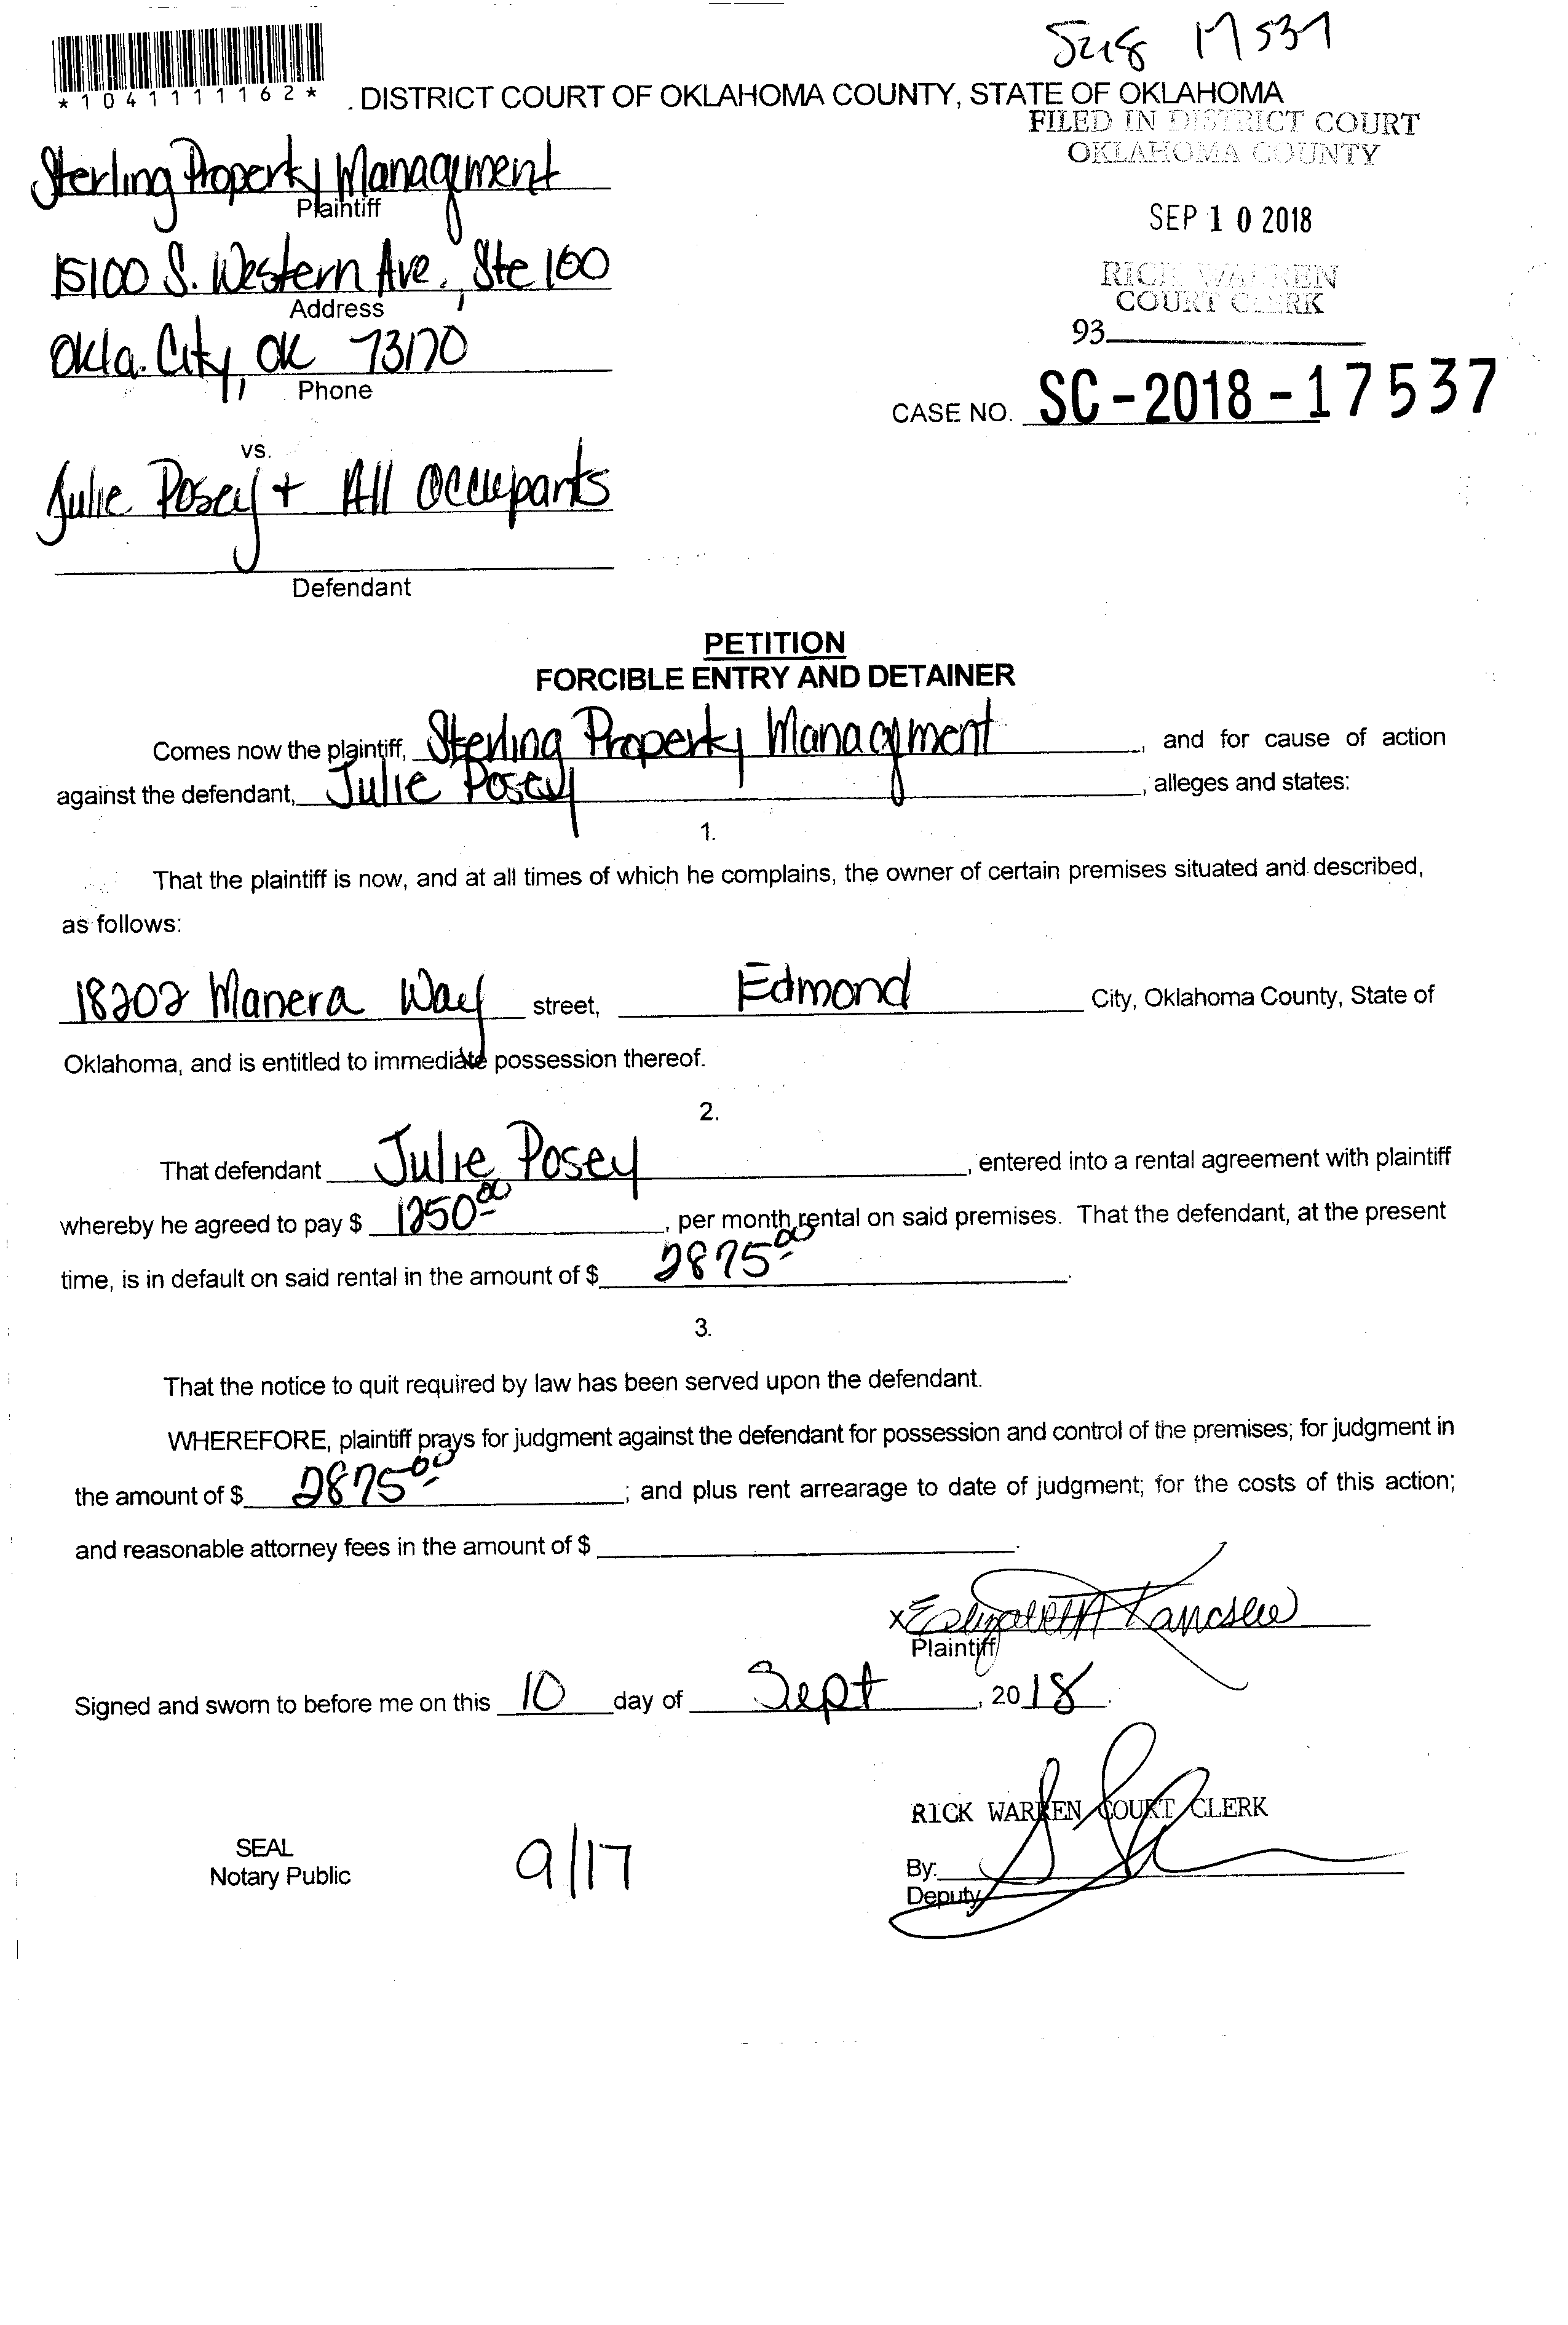 17537
*1041111162*
. DISTRICT COURT OF OKLAHOMA COUNTY, STATE OF OKLAHOMA
FILED IN DISTRICT COURT
OKLAHOMA COUNTY
Sterling Property Managment
Plaintiff
SEP 10 2018
15100 S. Western Ave., Ste 100
Address
RICK WARREN
COURT CLERK
Okla. City, OK 73170
Phone
93
CASE NO. SC-2018-17537
vs.
Julie Posey + All Occupants
Defendant
PETITION
FORCIBLE ENTRY AND DETAINER
Comes now the plaintiff, Sterling Property Managment, and for cause of action
against the defendant, Julie Posey, alleges and states:
1.
That the plaintiff is now, and at all times of which he complains, the owner of certain premises situated and described,
as follows:
18202 Manera Way street, Edmond City, Oklahoma County, State of
Oklahoma, and is entitled to immediate possession thereof.
2.
That defendant Julie Posey, entered into a rental agreement with plaintiff
whereby he agreed to pay $ 1250.00, per month rental on said premises. That the defendant, at the present
time, is in default on said rental in the amount of $ 2875.00.
3.
That the notice to quit required by law has been served upon the defendant.
WHEREFORE, plaintiff prays for judgment against the defendant for possession and control of the premises; for judgment in
the amount of $ 2875.00; and plus rent arrearage to date of judgment; for the costs of this action;
and reasonable attorney fees in the amount of $ .
x Elizabeth
Plaintiff
Signed and sworn to before me on this 10 day of Sept, 2018.
RICK WARREN COURT CLERK
SEAL
Notary Public
9/17
By:
Deputy